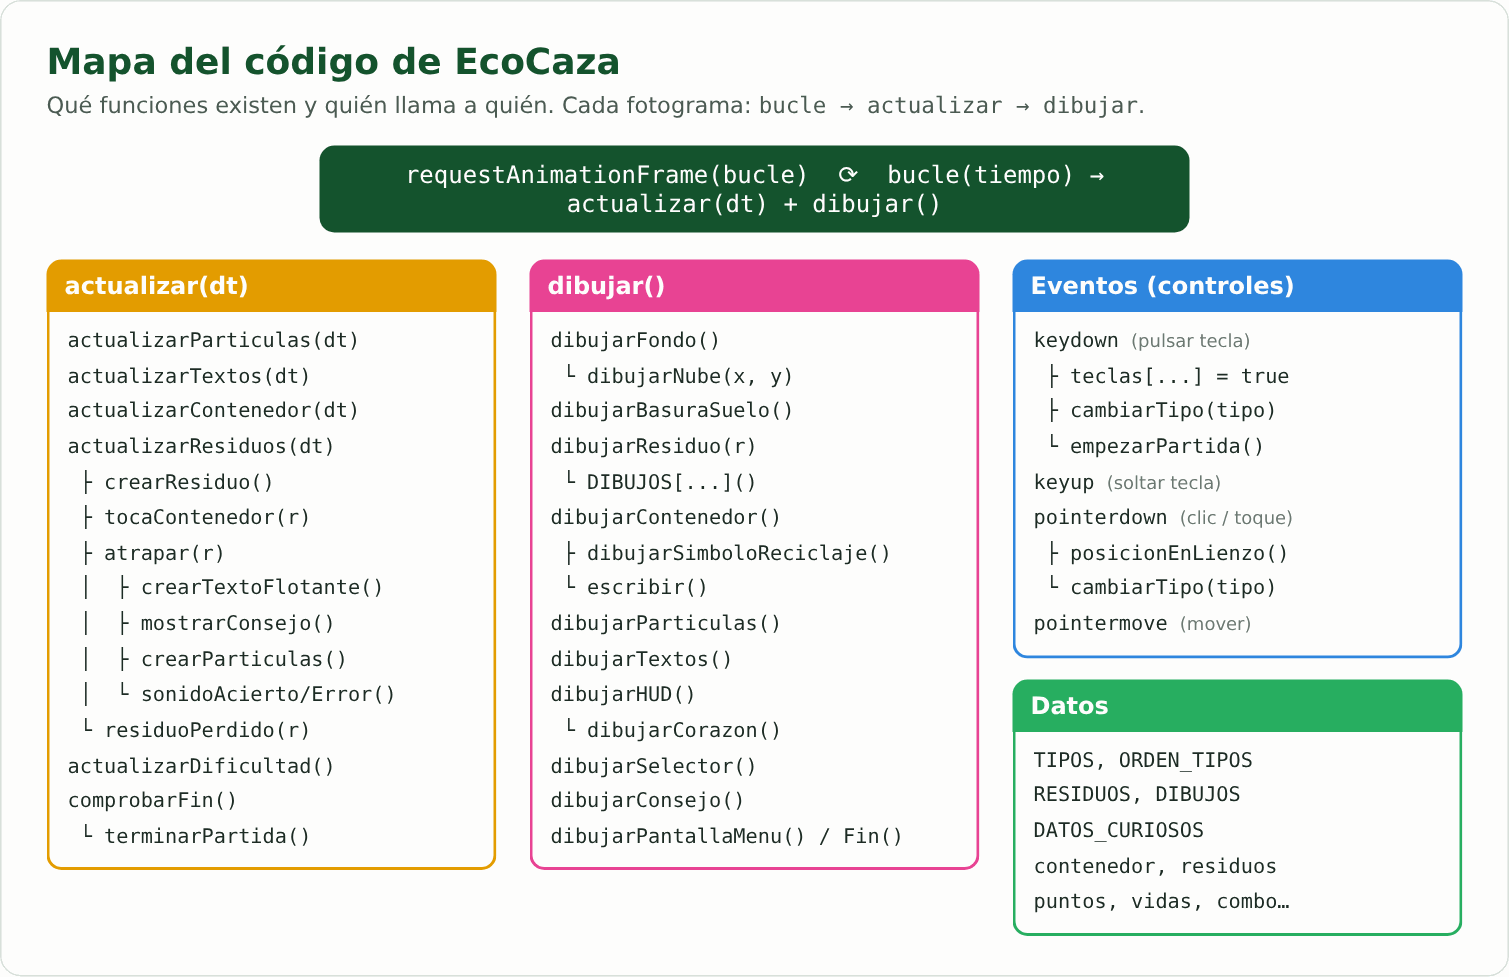 Mapa del código de EcoCaza
Qué funciones existen y quién llama a quién. Cada fotograma: bucle → actualizar → dibujar.
requestAnimationFrame(bucle) ⟳ bucle(tiempo) →
actualizar(dt) + dibujar()
actualizar(dt)
actualizarParticulas(dt)
actualizarTextos(dt)
actualizarContenedor(dt)
actualizarResiduos(dt)
├ crearResiduo()
├ tocaContenedor(r)
├ atrapar(r)
│ ├ crearTextoFlotante()
│ ├ mostrarConsejo()
│ ├ crearParticulas()
│ └ sonidoAcierto/Error()
└ residuoPerdido(r)
actualizarDificultad()
comprobarFin()
└ terminarPartida()
dibujar()
dibujarFondo()
└ dibujarNube(x, y)
dibujarBasuraSuelo()
dibujarResiduo(r)
└ DIBUJOS[...]()
dibujarContenedor()
├ dibujarSimboloReciclaje()
└ escribir()
dibujarParticulas()
dibujarTextos()
dibujarHUD()
└ dibujarCorazon()
dibujarSelector()
dibujarConsejo()
dibujarPantallaMenu() / Fin()
Eventos (controles)
keydown (pulsar tecla)
├ teclas[...] = true
├ cambiarTipo(tipo)
└ empezarPartida()
keyup (soltar tecla)
pointerdown (clic / toque)
├ posicionEnLienzo()
└ cambiarTipo(tipo)
pointermove (mover)
Datos
TIPOS, ORDEN_TIPOS
RESIDUOS, DIBUJOS
DATOS_CURIOSOS
contenedor, residuos
puntos, vidas, combo…